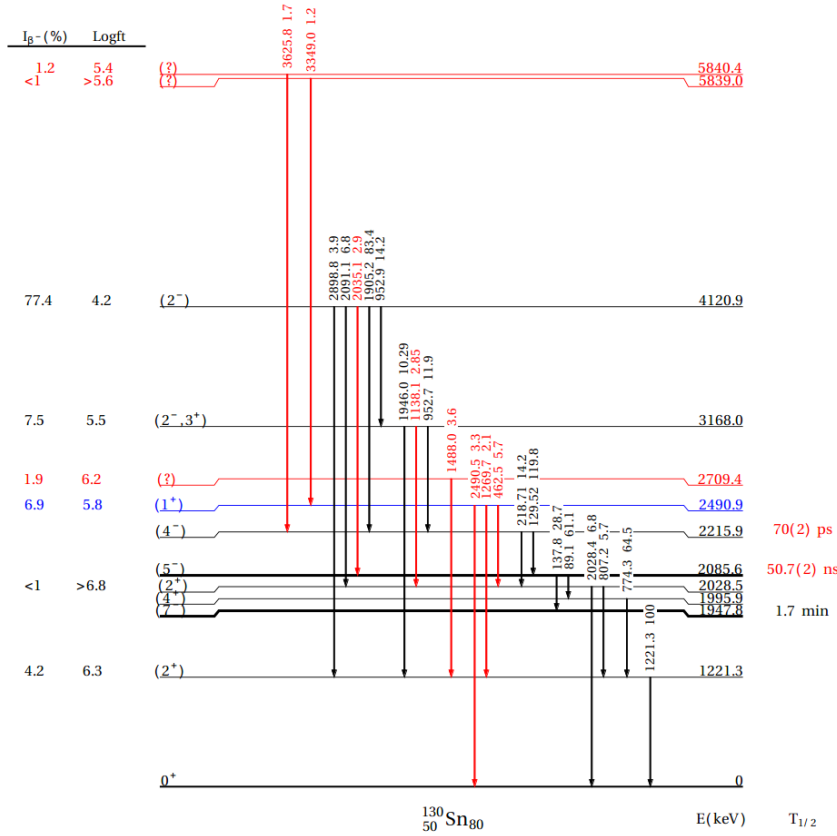 I_β⁻(%) Logft
1.2 5.4 (?) 3625.8 1.7 3349.0 1.2 5840.4
<1 >5.6 (?) 5839.0
2898.8 3.9
2091.1 6.8
2035.1 2.9
1905.2 83.4
952.9 14.2
77.4 4.2 (2⁻) 4120.9
1946.0 10.29
1138.1 2.85
952.7 11.9
7.5 5.5 (2⁻,3⁺) 3168.0
1488.0 3.6
2490.5 3.3
1269.7 2.1
462.5 5.7
1.9 6.2 (?) 2709.4
6.9 5.8 (1⁺) 2490.9
218.71 14.2
129.52 119.8
(4⁻) 2215.9 70(2) ps
137.8 28.7
89.1 61.1
2028.4 6.8
807.2 5.7
774.3 64.5
(5⁻) 2085.6 50.7(2) ns
<1 >6.8 (2⁺) 2028.5
(4⁺) 1995.9
(7⁻) 1947.8 1.7 min
1221.3 100
4.2 6.3 (2⁺) 1221.3
0⁺ 0
¹³⁰₅₀Sn₈₀ E(keV) T₁/₂